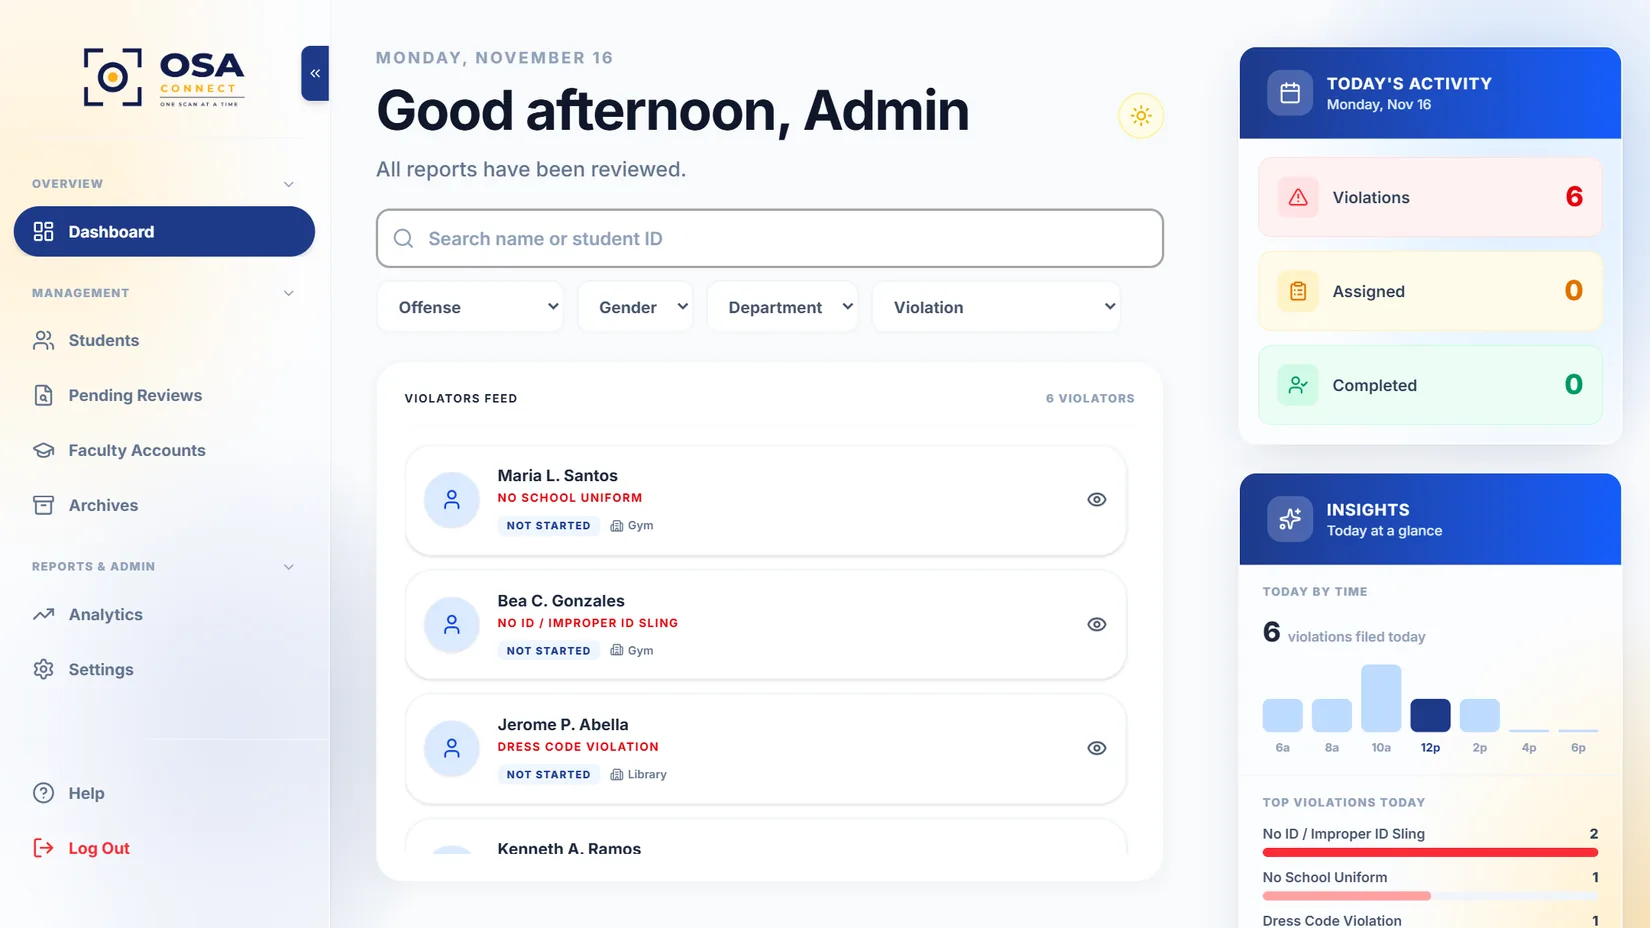 OSA
CONNECT
ONE SCAN AT A TIME
«
OVERVIEW
Dashboard
MANAGEMENT
Students
Pending Reviews
Faculty Accounts
Archives
REPORTS & ADMIN
Analytics
Settings
Help
Log Out
MONDAY, NOVEMBER 16
Good afternoon, Admin
All reports have been reviewed.
Search name or student ID
Offense
Gender
Department
Violation
VIOLATORS FEED
6 VIOLATORS
Maria L. Santos
NO SCHOOL UNIFORM
NOT STARTED
Gym
Bea C. Gonzales
NO ID / IMPROPER ID SLING
NOT STARTED
Gym
Jerome P. Abella
DRESS CODE VIOLATION
NOT STARTED
Library
Kenneth A. Ramos
TODAY'S ACTIVITY
Monday, Nov 16
Violations 6
Assigned 0
Completed 0
INSIGHTS
Today at a glance
TODAY BY TIME
6 violations filed today
6a 8a 10a 12p 2p 4p 6p
TOP VIOLATIONS TODAY
No ID / Improper ID Sling 2
No School Uniform 1
Dress Code Violation 1